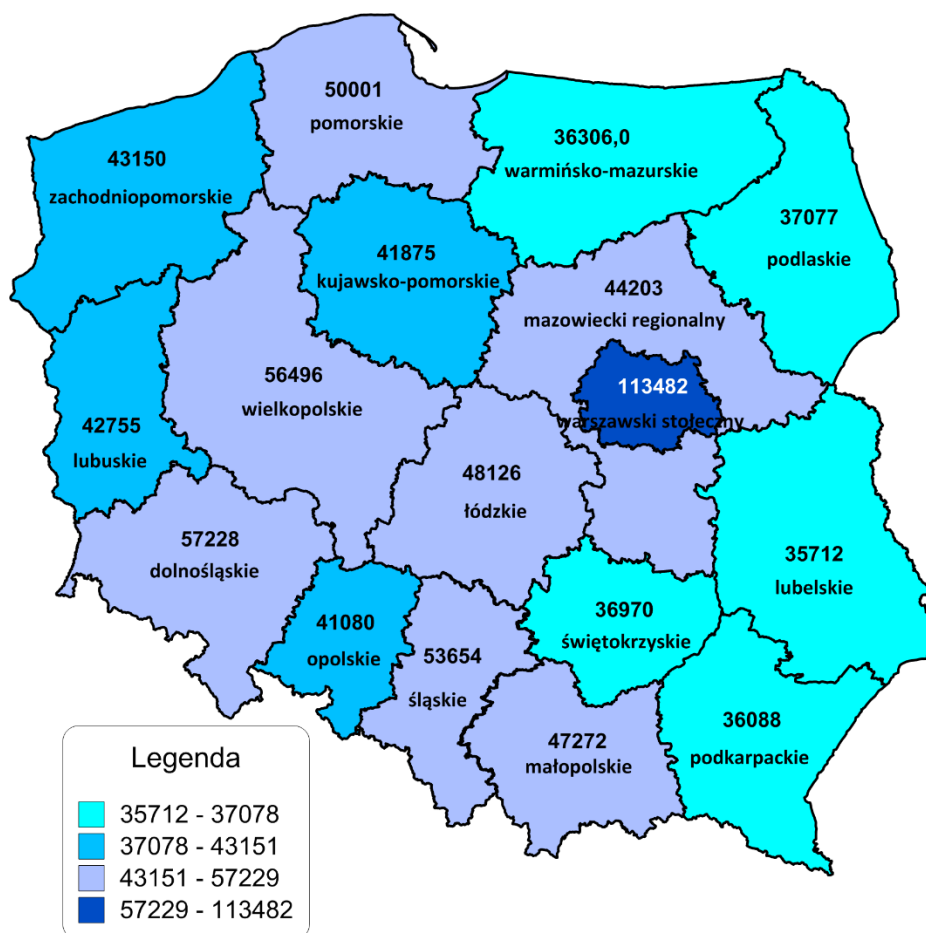 50001
pomorskie
43150
zachodniopomorskie
36306,0
warmińsko-mazurskie
37077
podlaskie
41875
kujawsko-pomorskie
44203
mazowiecki regionalny
56496
wielkopolskie
113482
warszawski stołeczny
42755
lubuskie
48126
łódzkie
57228
dolnośląskie
35712
lubelskie
41080
opolskie
36970
świętokrzyskie
53654
śląskie
47272
małopolskie
36088
podkarpackie
Legenda
35712 - 37078
37078 - 43151
43151 - 57229
57229 - 113482